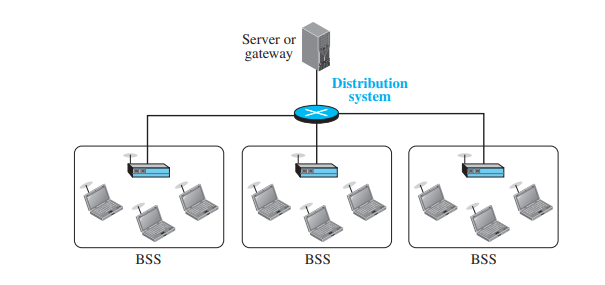 Server or
gateway
Distribution
system
BSS
BSS
BSS